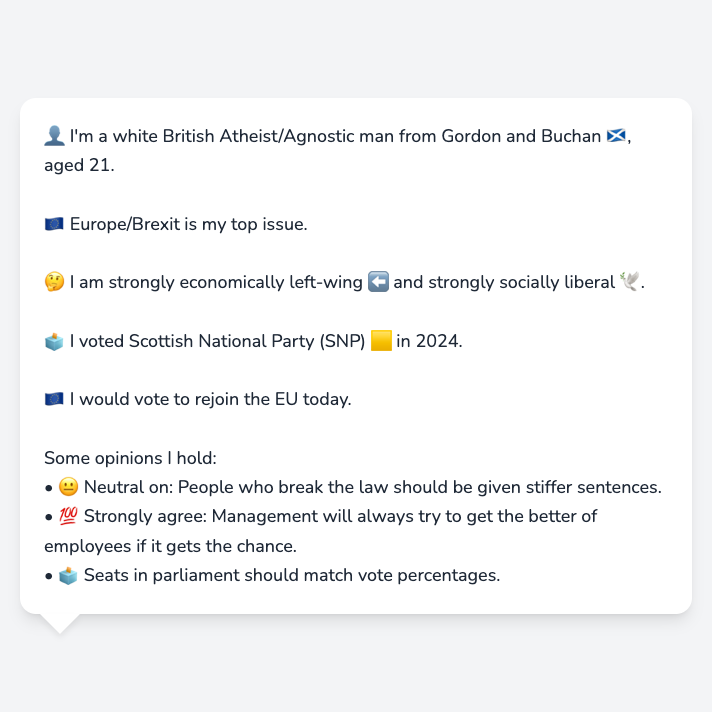 👤 I'm a white British Atheist/Agnostic man from Gordon and Buchan 🏴󠁧󠁢󠁳󠁣󠁴󠁿,
aged 21.
🇪🇺 Europe/Brexit is my top issue.
🤔 I am strongly economically left-wing ⬅️ and strongly socially liberal 🕊️.
🗳️ I voted Scottish National Party (SNP) 🟨 in 2024.
🇪🇺 I would vote to rejoin the EU today.
Some opinions I hold:
• 😐 Neutral on: People who break the law should be given stiffer sentences.
• 💯 Strongly agree: Management will always try to get the better of
employees if it gets the chance.
• 🗳️ Seats in parliament should match vote percentages.